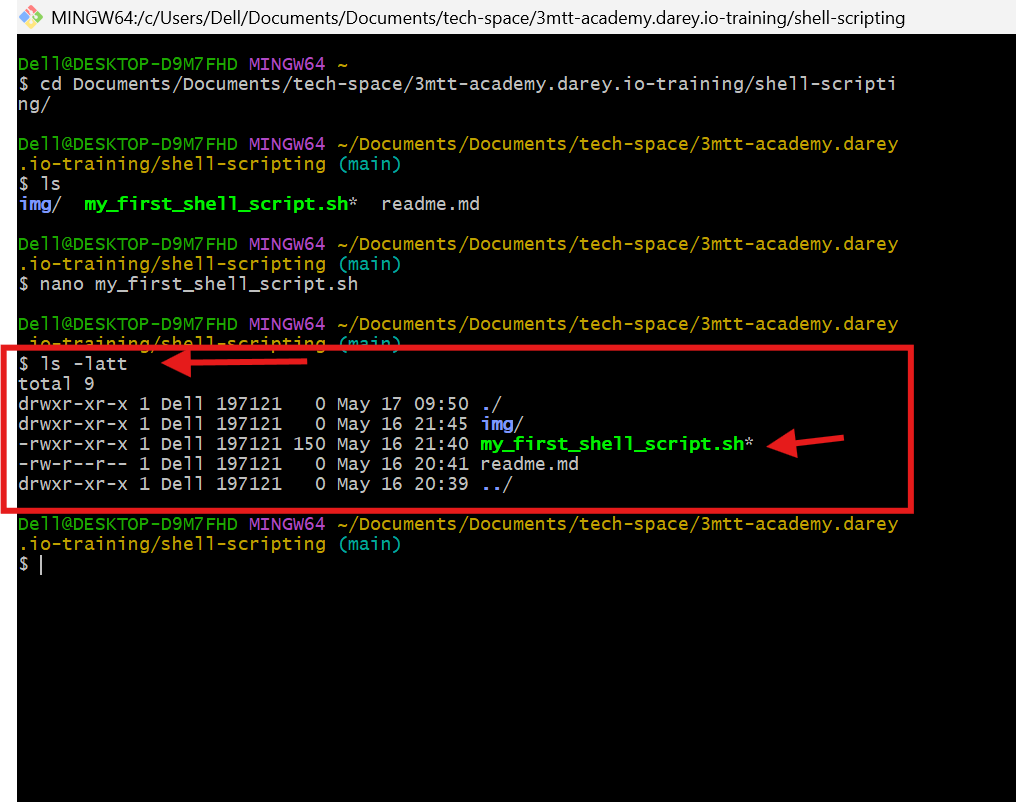 MINGW64:/c/Users/Dell/Documents/Documents/tech-space/3mtt-academy.darey.io-training/shell-scripting
Dell@DESKTOP-D9M7FHD MINGW64 ~
$ cd Documents/Documents/tech-space/3mtt-academy.darey.io-training/shell-scripti
ng/
Dell@DESKTOP-D9M7FHD MINGW64 ~/Documents/Documents/tech-space/3mtt-academy.darey
.io-training/shell-scripting (main)
$ ls
img/  my_first_shell_script.sh*  readme.md
Dell@DESKTOP-D9M7FHD MINGW64 ~/Documents/Documents/tech-space/3mtt-academy.darey
.io-training/shell-scripting (main)
$ nano my_first_shell_script.sh
Dell@DESKTOP-D9M7FHD MINGW64 ~/Documents/Documents/tech-space/3mtt-academy.darey
.io-training/shell-scripting (main)
$ ls -latt
total 9
drwxr-xr-x 1 Dell 197121   0 May 17 09:50 ./
drwxr-xr-x 1 Dell 197121   0 May 16 21:45 img/
-rwxr-xr-x 1 Dell 197121 150 May 16 21:40 my_first_shell_script.sh*
-rw-r--r-- 1 Dell 197121   0 May 16 20:41 readme.md
drwxr-xr-x 1 Dell 197121   0 May 16 20:39 ../
Dell@DESKTOP-D9M7FHD MINGW64 ~/Documents/Documents/tech-space/3mtt-academy.darey
.io-training/shell-scripting (main)
$